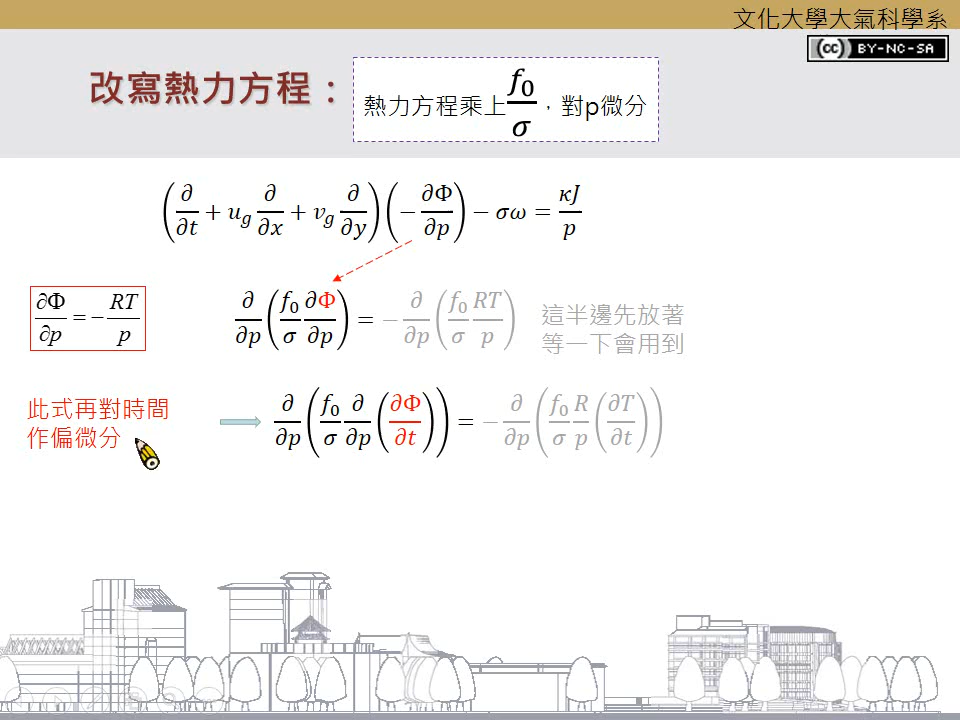 文化大學大氣科學系
(cc) BY-NC-SA
改寫熱力方程：
熱力方程乘上 f₀/σ ，對p微分
(∂/∂t + u_g ∂/∂x + v_g ∂/∂y)(−∂Φ/∂p) − σω = κJ/p
∂Φ/∂p = −RT/p
∂/∂p (f₀/σ ∂Φ/∂p) = −∂/∂p (f₀/σ RT/p)
這半邊先放著
等一下會用到
此式再對時間
作偏微分
∂/∂p (f₀/σ ∂/∂p (∂Φ/∂t)) = −∂/∂p (f₀/σ R/p (∂T/∂t))